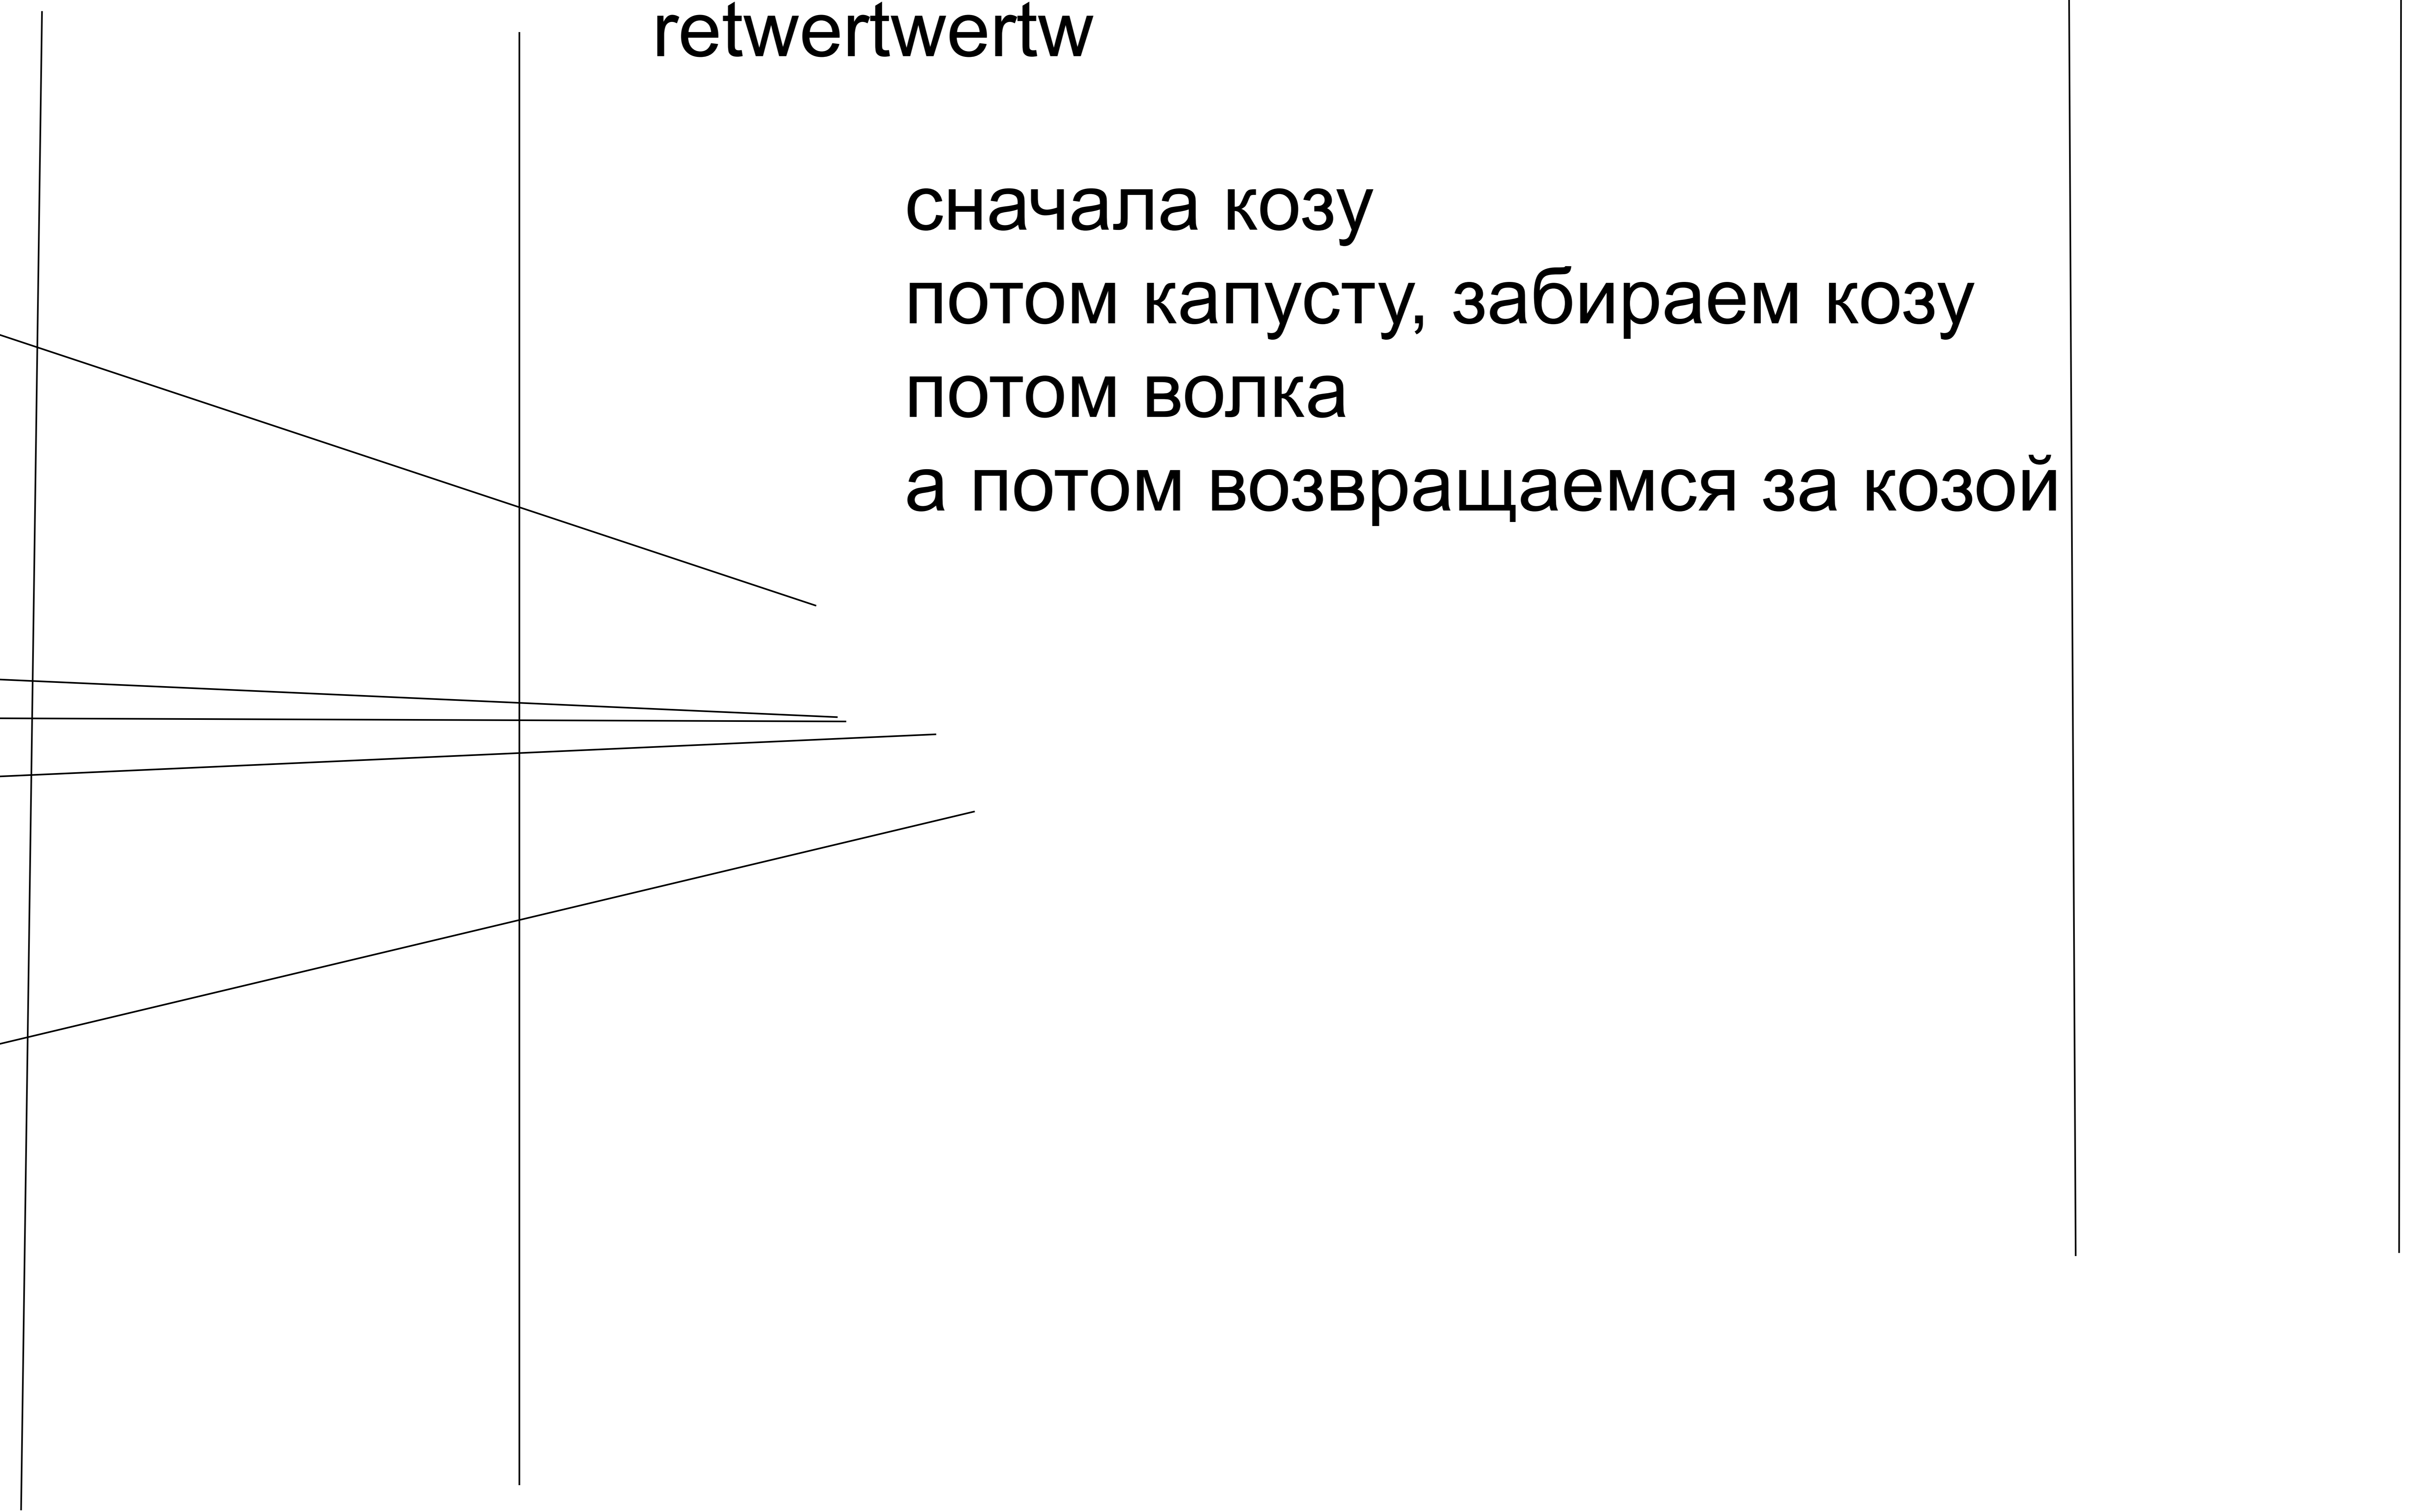 retwertwertw
сначала козу
потом капусту, забираем козу
потом волка
а потом возвращаемся за козой